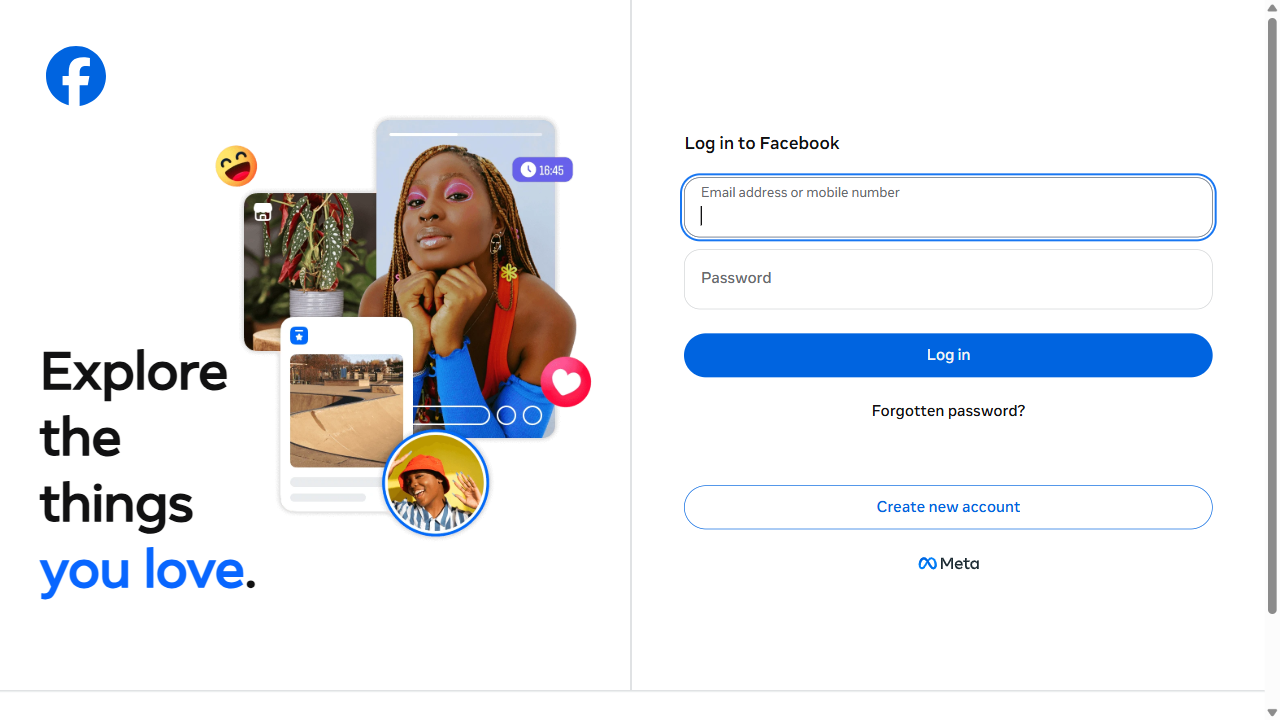 16:45
Explore
the
things
you love.
Log in to Facebook
Email address or mobile number
Password
Log in
Forgotten password?
Create new account
Meta